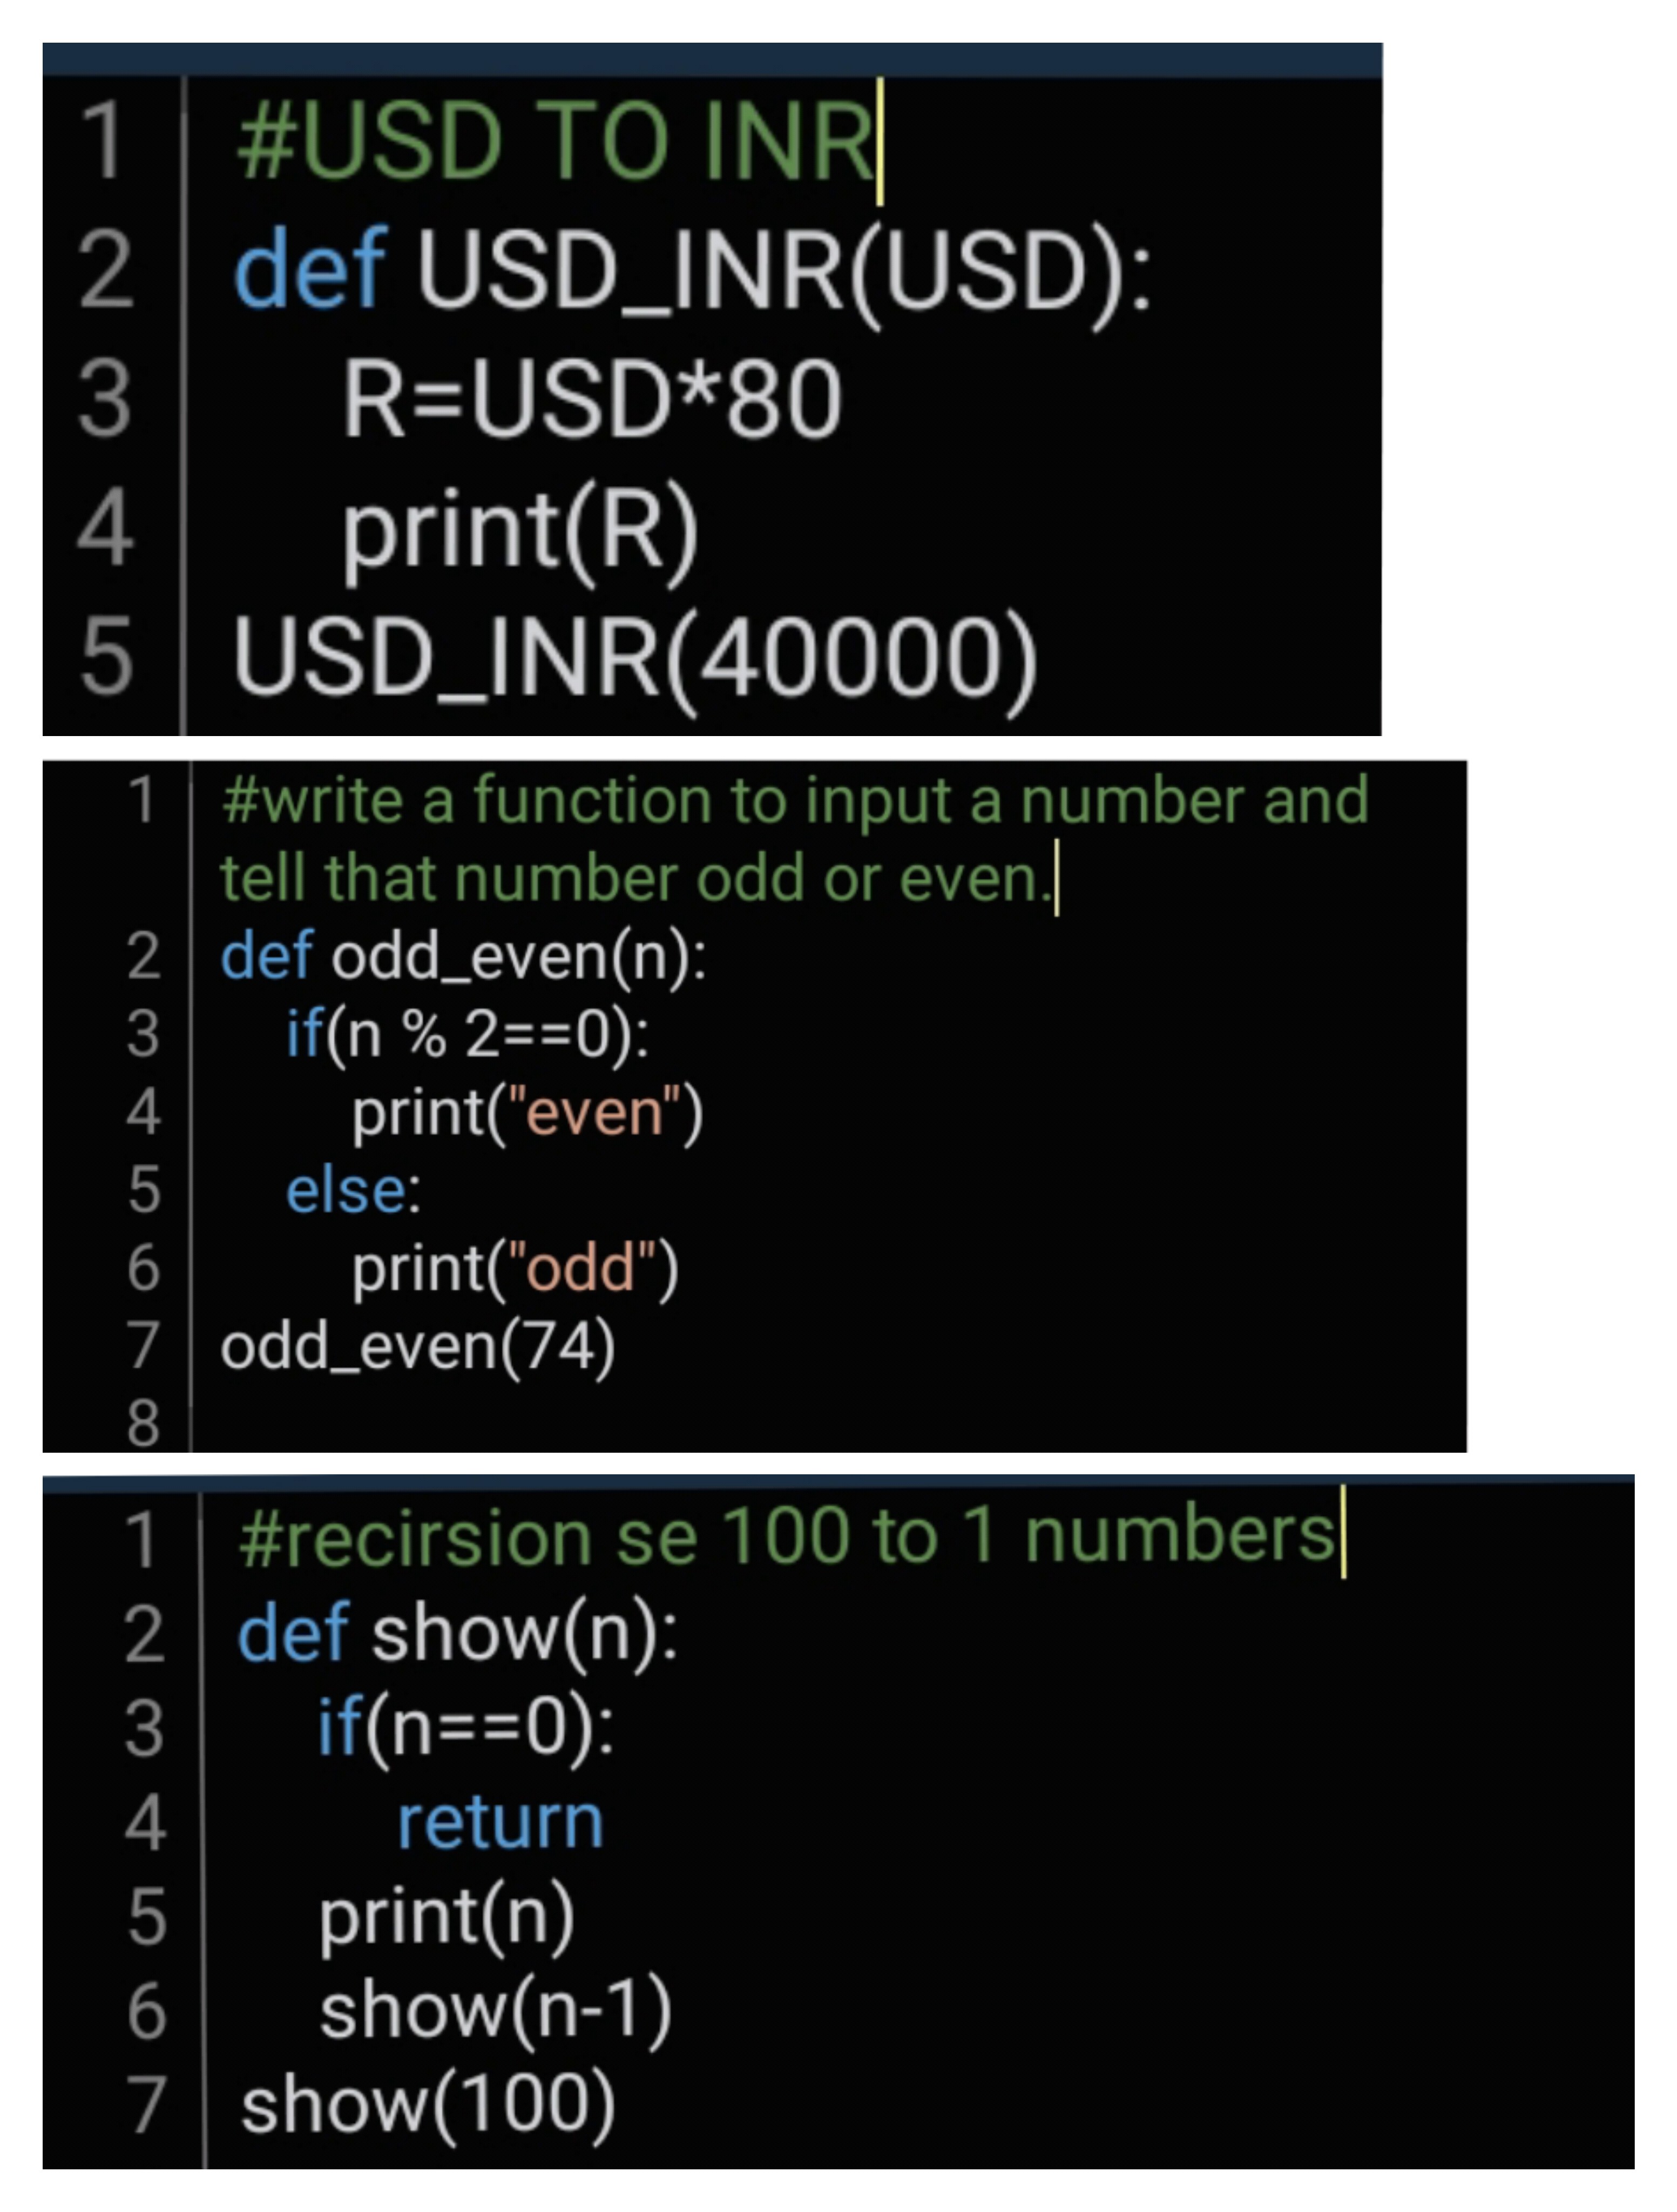 1 #USD TO INR
2 def USD_INR(USD):
3 R=USD*80
4 print(R)
5 USD_INR(40000)
1 #write a function to input a number and
tell that number odd or even.
2 def odd_even(n):
3 if(n % 2==0):
4 print("even")
5 else:
6 print("odd")
7 odd_even(74)
8
1 #recirsion se 100 to 1 numbers
2 def show(n):
3 if(n==0):
4 return
5 print(n)
6 show(n-1)
7 show(100)